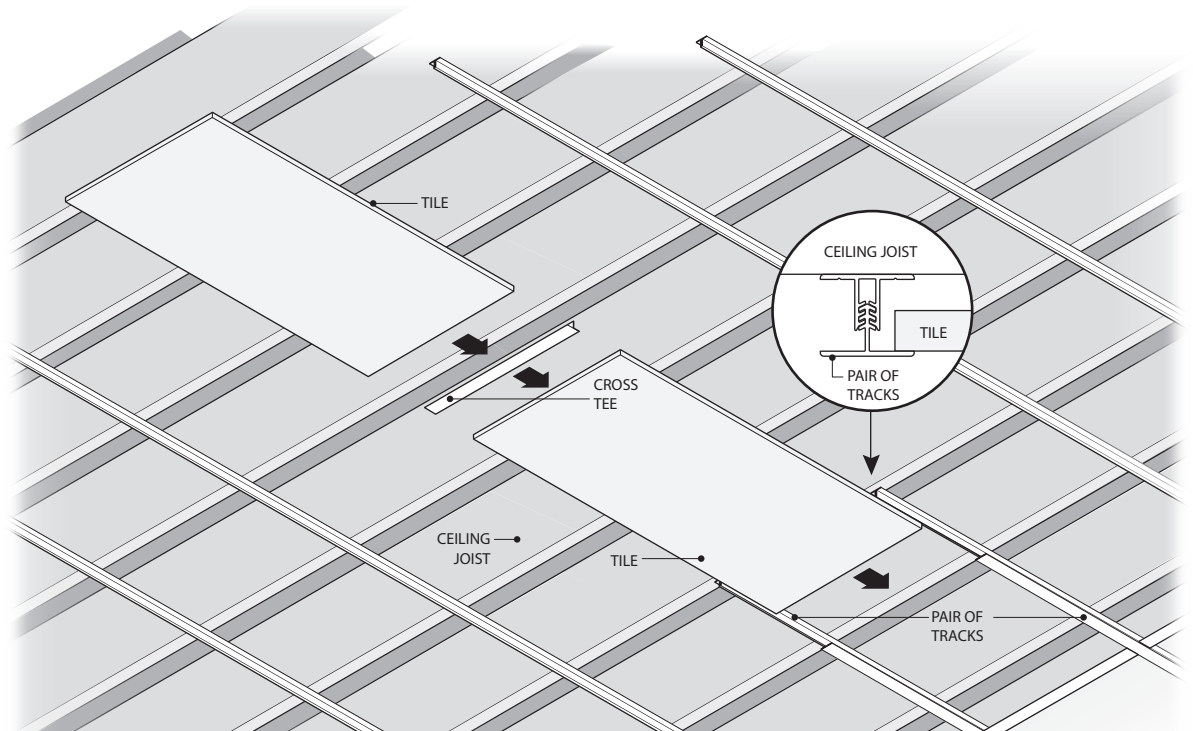 TILE
CEILING JOIST
TILE
PAIR OF
TRACKS
CROSS
TEE
CEILING
JOIST
TILE
PAIR OF
TRACKS